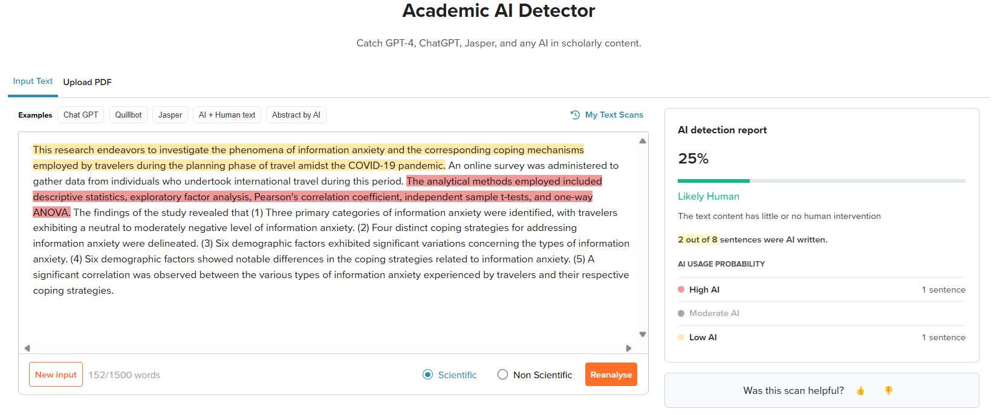 Academic AI Detector
Catch GPT-4, ChatGPT, Jasper, and any AI in scholarly content.
Input Text
Upload PDF
Examples
Chat GPT
Quillbot
Jasper
AI + Human text
Abstract by AI
My Text Scans
This research endeavors to investigate the phenomena of information anxiety and the corresponding coping mechanisms
employed by travelers during the planning phase of travel amidst the COVID-19 pandemic. An online survey was administered to
gather data from individuals who undertook international travel during this period. The analytical methods employed included
descriptive statistics, exploratory factor analysis, Pearson's correlation coefficient, independent sample t-tests, and one-way
ANOVA. The findings of the study revealed that (1) Three primary categories of information anxiety were identified, with travelers
exhibiting a neutral to moderately negative level of information anxiety. (2) Four distinct coping strategies for addressing
information anxiety were delineated. (3) Six demographic factors exhibited significant variations concerning the types of information
anxiety. (4) Six demographic factors showed notable differences in the coping strategies related to information anxiety. (5) A
significant correlation was observed between the various types of information anxiety experienced by travelers and their respective
coping strategies.
New input
152/1500 words
Scientific
Non Scientific
Reanalyse
AI detection report
25%
Likely Human
The text content has little or no human intervention
2 out of 8 sentences were AI written.
AI USAGE PROBABILITY
High AI
1 sentence
Moderate AI
Low AI
1 sentence
Was this scan helpful?